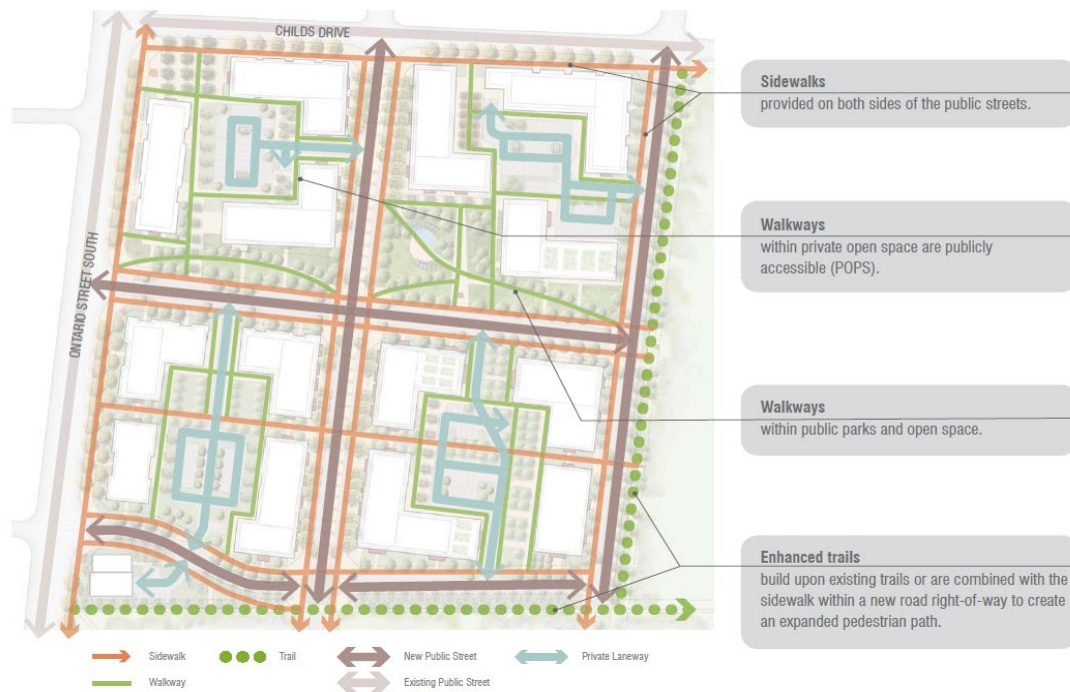 CHILDS DRIVE
ONTARIO STREET SOUTH
Sidewalks
provided on both sides of the public streets.
Walkways
within private open space are publicly
accessible (POPS).
Walkways
within public parks and open space.
Enhanced trails
build upon existing trails or are combined with the
sidewalk within a new road right-of-way to create
an expanded pedestrian path.
Sidewalk
Trail
New Public Street
Private Laneway
Walkway
Existing Public Street